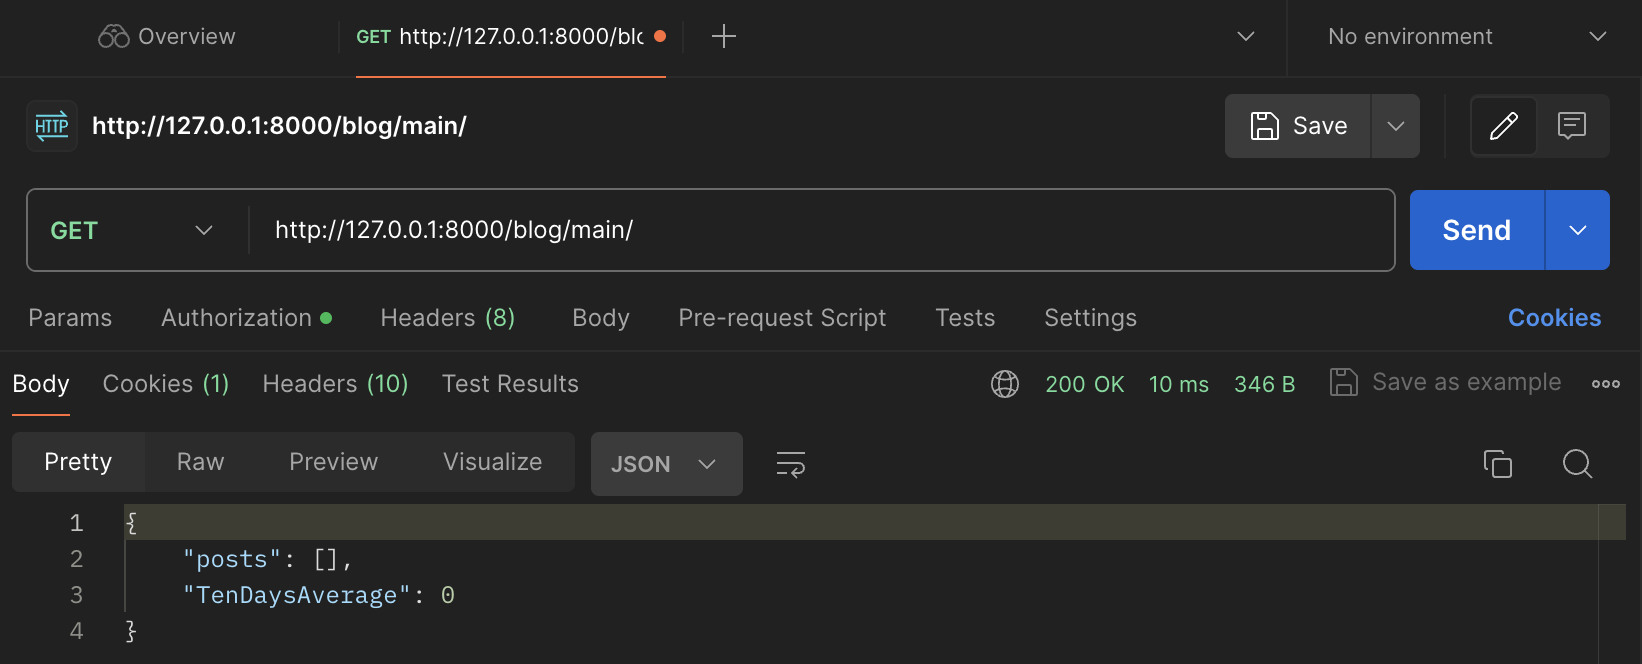 Overview
GET http://127.0.0.1:8000/blo
No environment
HTTP http://127.0.0.1:8000/blog/main/
Save
GET http://127.0.0.1:8000/blog/main/
Send
Params Authorization Headers (8) Body Pre-request Script Tests Settings Cookies
Body Cookies (1) Headers (10) Test Results 200 OK 10 ms 346 B Save as example
Pretty Raw Preview Visualize JSON
1 {
2 "posts": [],
3 "TenDaysAverage": 0
4 }